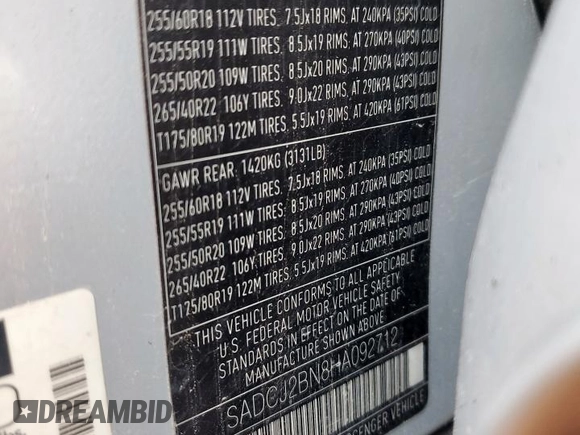 255/60R18 112V TIRES, 7.5Jx18 RIMS, AT 240KPA (35PSI) COLD
255/55R19 111W TIRES, 8.5Jx19 RIMS, AT 270KPA (40PSI) COLD
255/50R20 109W TIRES, 8.5Jx20 RIMS, AT 290KPA (43PSI) COLD
265/40R22 106Y TIRES, 9.0Jx22 RIMS, AT 290KPA (43PSI) COLD
T175/80R19 122M TIRES, 5.5Jx19 RIMS, AT 420KPA (61PSI) COLD
GAWR REAR: 1420KG (3131LB)
255/60R18 112V TIRES, 7.5Jx18 RIMS, AT 240KPA (35PSI) COLD
255/55R19 111W TIRES, 8.5Jx19 RIMS, AT 270KPA (40PSI) COLD
255/50R20 109W TIRES, 8.5Jx20 RIMS, AT 290KPA (43PSI) COLD
265/40R22 106Y TIRES, 9.0Jx22 RIMS, AT 290KPA (43PSI) COLD
T175/80R19 122M TIRES, 5.5Jx19 RIMS, AT 420KPA (61PSI) COLD
THIS VEHICLE CONFORMS TO ALL APPLICABLE
U.S. FEDERAL MOTOR VEHICLE SAFETY
STANDARDS IN EFFECT ON THE DATE OF
MANUFACTURE SHOWN ABOVE.
SADCJ2BN8HA092712
PASSENGER VEHICLE
RIDEREBID